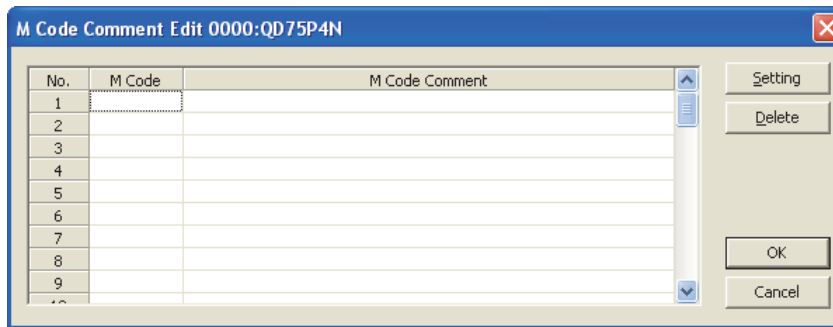 M Code Comment Edit 0000:QD75P4N
No. M Code M Code Comment
Setting
1
Delete
2
3
4
5
6
7
8
OK
9
Cancel